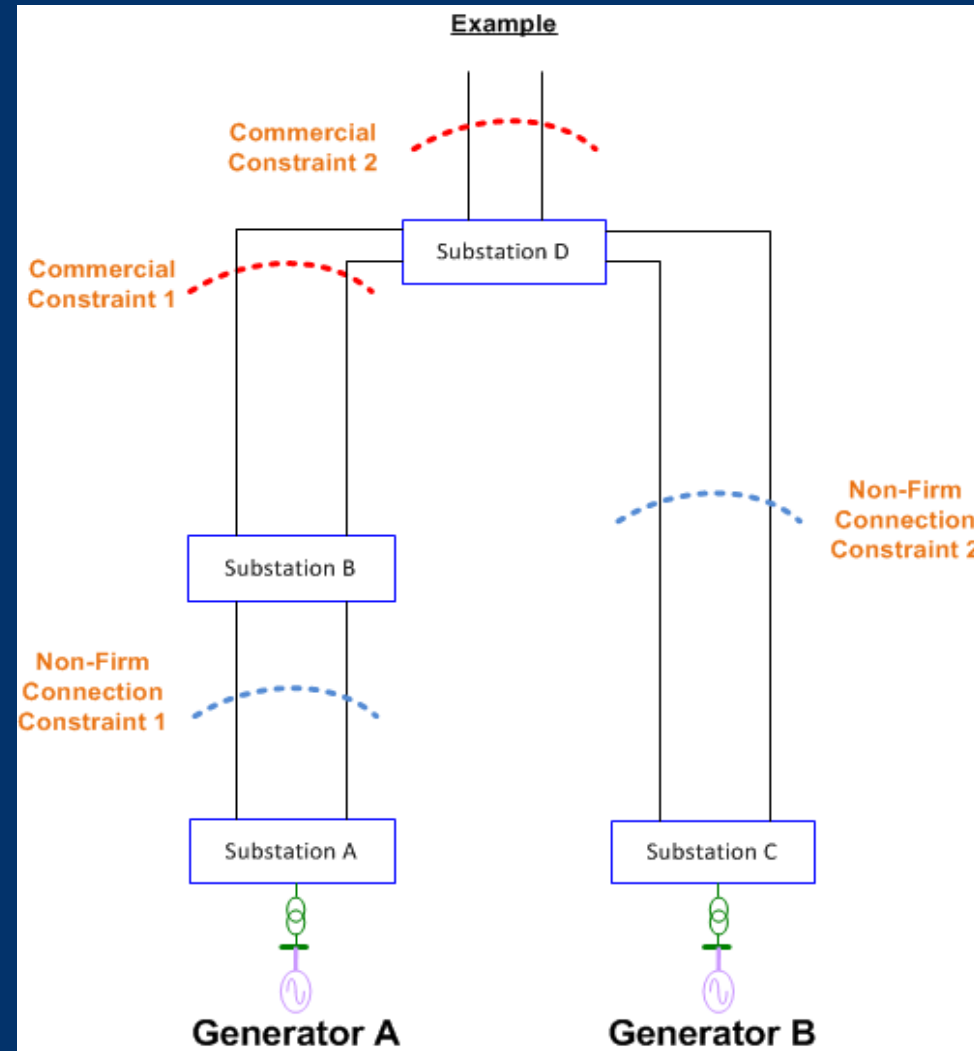 Example
Commercial
Constraint 2
Substation D
Commercial
Constraint 1
Non-Firm
Connection
Constraint 2
Substation B
Non-Firm
Connection
Constraint 1
Substation A
Substation C
Generator A
Generator B